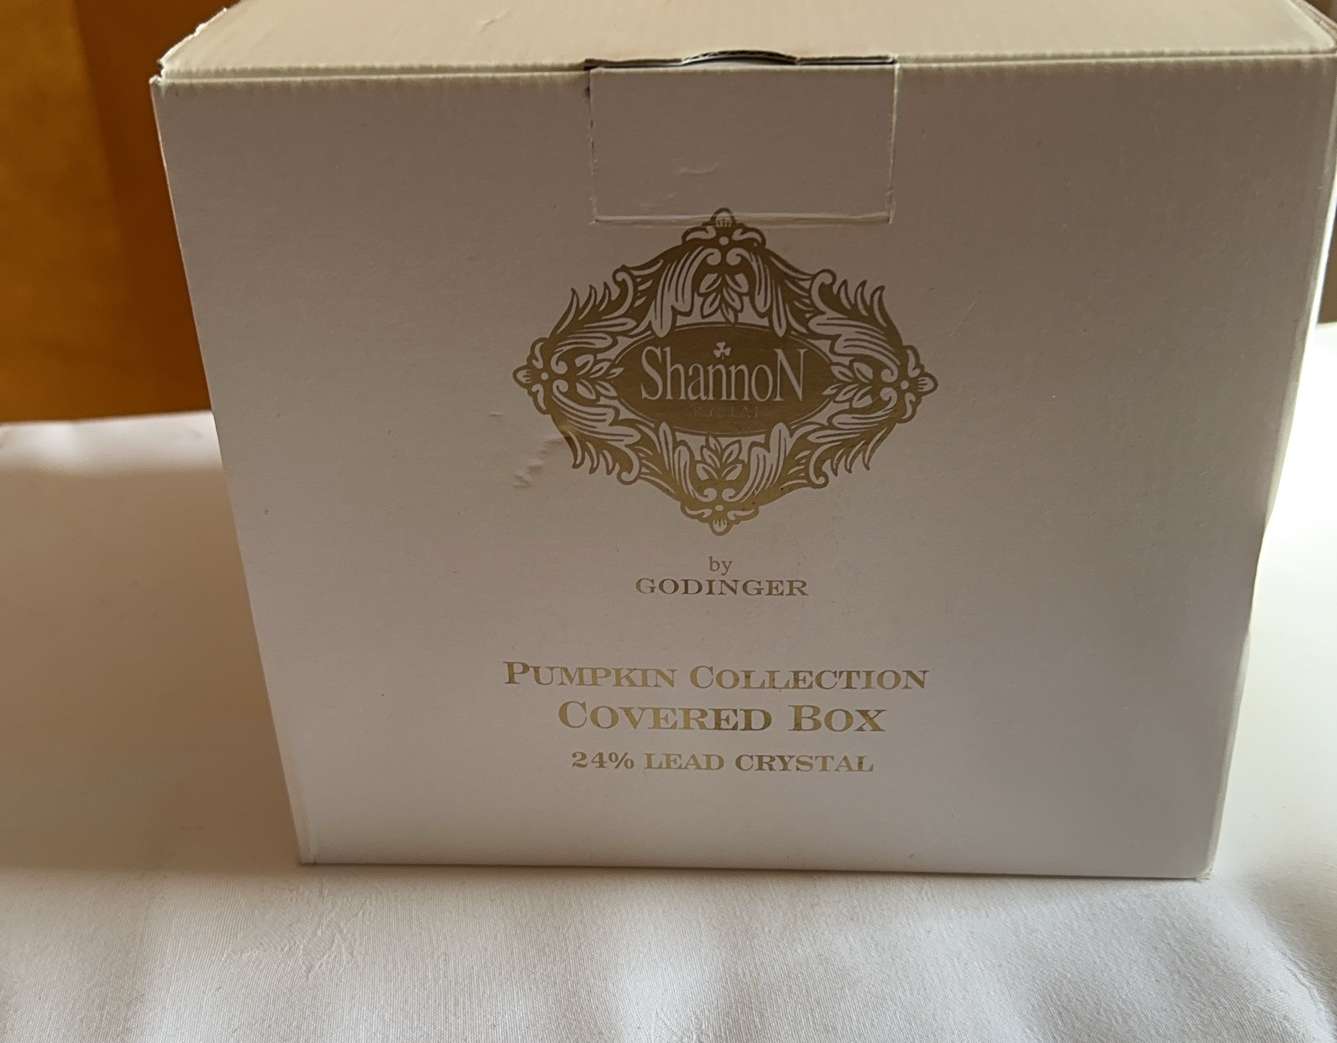 ShannoN
by
GODINGER
PUMPKIN COLLECTION
COVERED BOX
24% LEAD CRYSTAL